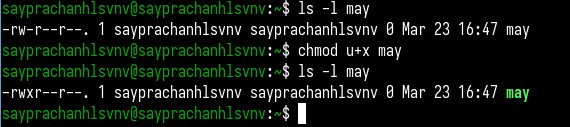 sayprachanhlsvnv@sayprachanhlsvnv:~$ ls -l may
-rw-r--r--. 1 sayprachanhlsvnv sayprachanhlsvnv 0 Mar 23 16:47 may
sayprachanhlsvnv@sayprachanhlsvnv:~$ chmod u+x may
sayprachanhlsvnv@sayprachanhlsvnv:~$ ls -l may
-rwxr--r--. 1 sayprachanhlsvnv sayprachanhlsvnv 0 Mar 23 16:47 may
sayprachanhlsvnv@sayprachanhlsvnv:~$